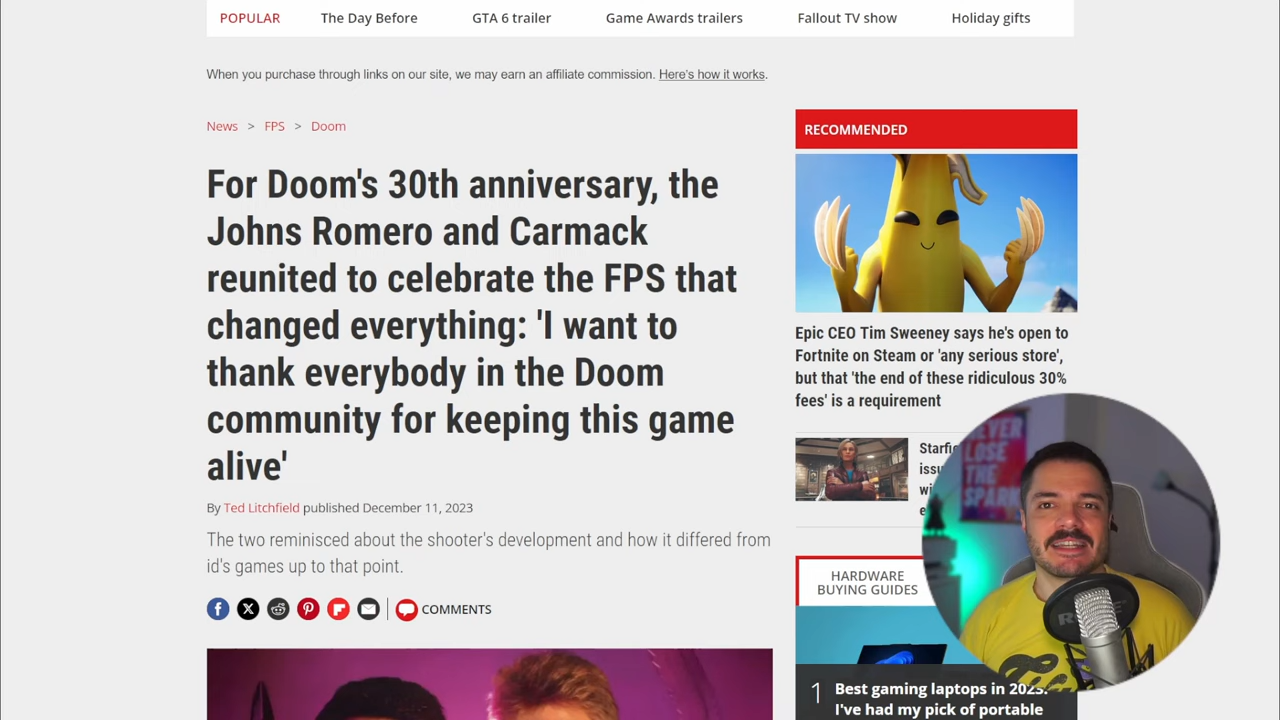 POPULAR
The Day Before
GTA 6 trailer
Game Awards trailers
Fallout TV show
Holiday gifts
When you purchase through links on our site, we may earn an affiliate commission. Here's how it works.
News > FPS > Doom
For Doom's 30th anniversary, the
Johns Romero and Carmack
reunited to celebrate the FPS that
changed everything: 'I want to
thank everybody in the Doom
community for keeping this game
alive'
By Ted Litchfield published December 11, 2023
The two reminisced about the shooter's development and how it differed from
id's games up to that point.
COMMENTS
RECOMMENDED
Epic CEO Tim Sweeney says he's open to
Fortnite on Steam or 'any serious store',
but that 'the end of these ridiculous 30%
fees' is a requirement
LOSE
THE
SPARK
HARDWARE
BUYING GUIDES
1 Best gaming laptops in 2023:
I've had my pick of portable